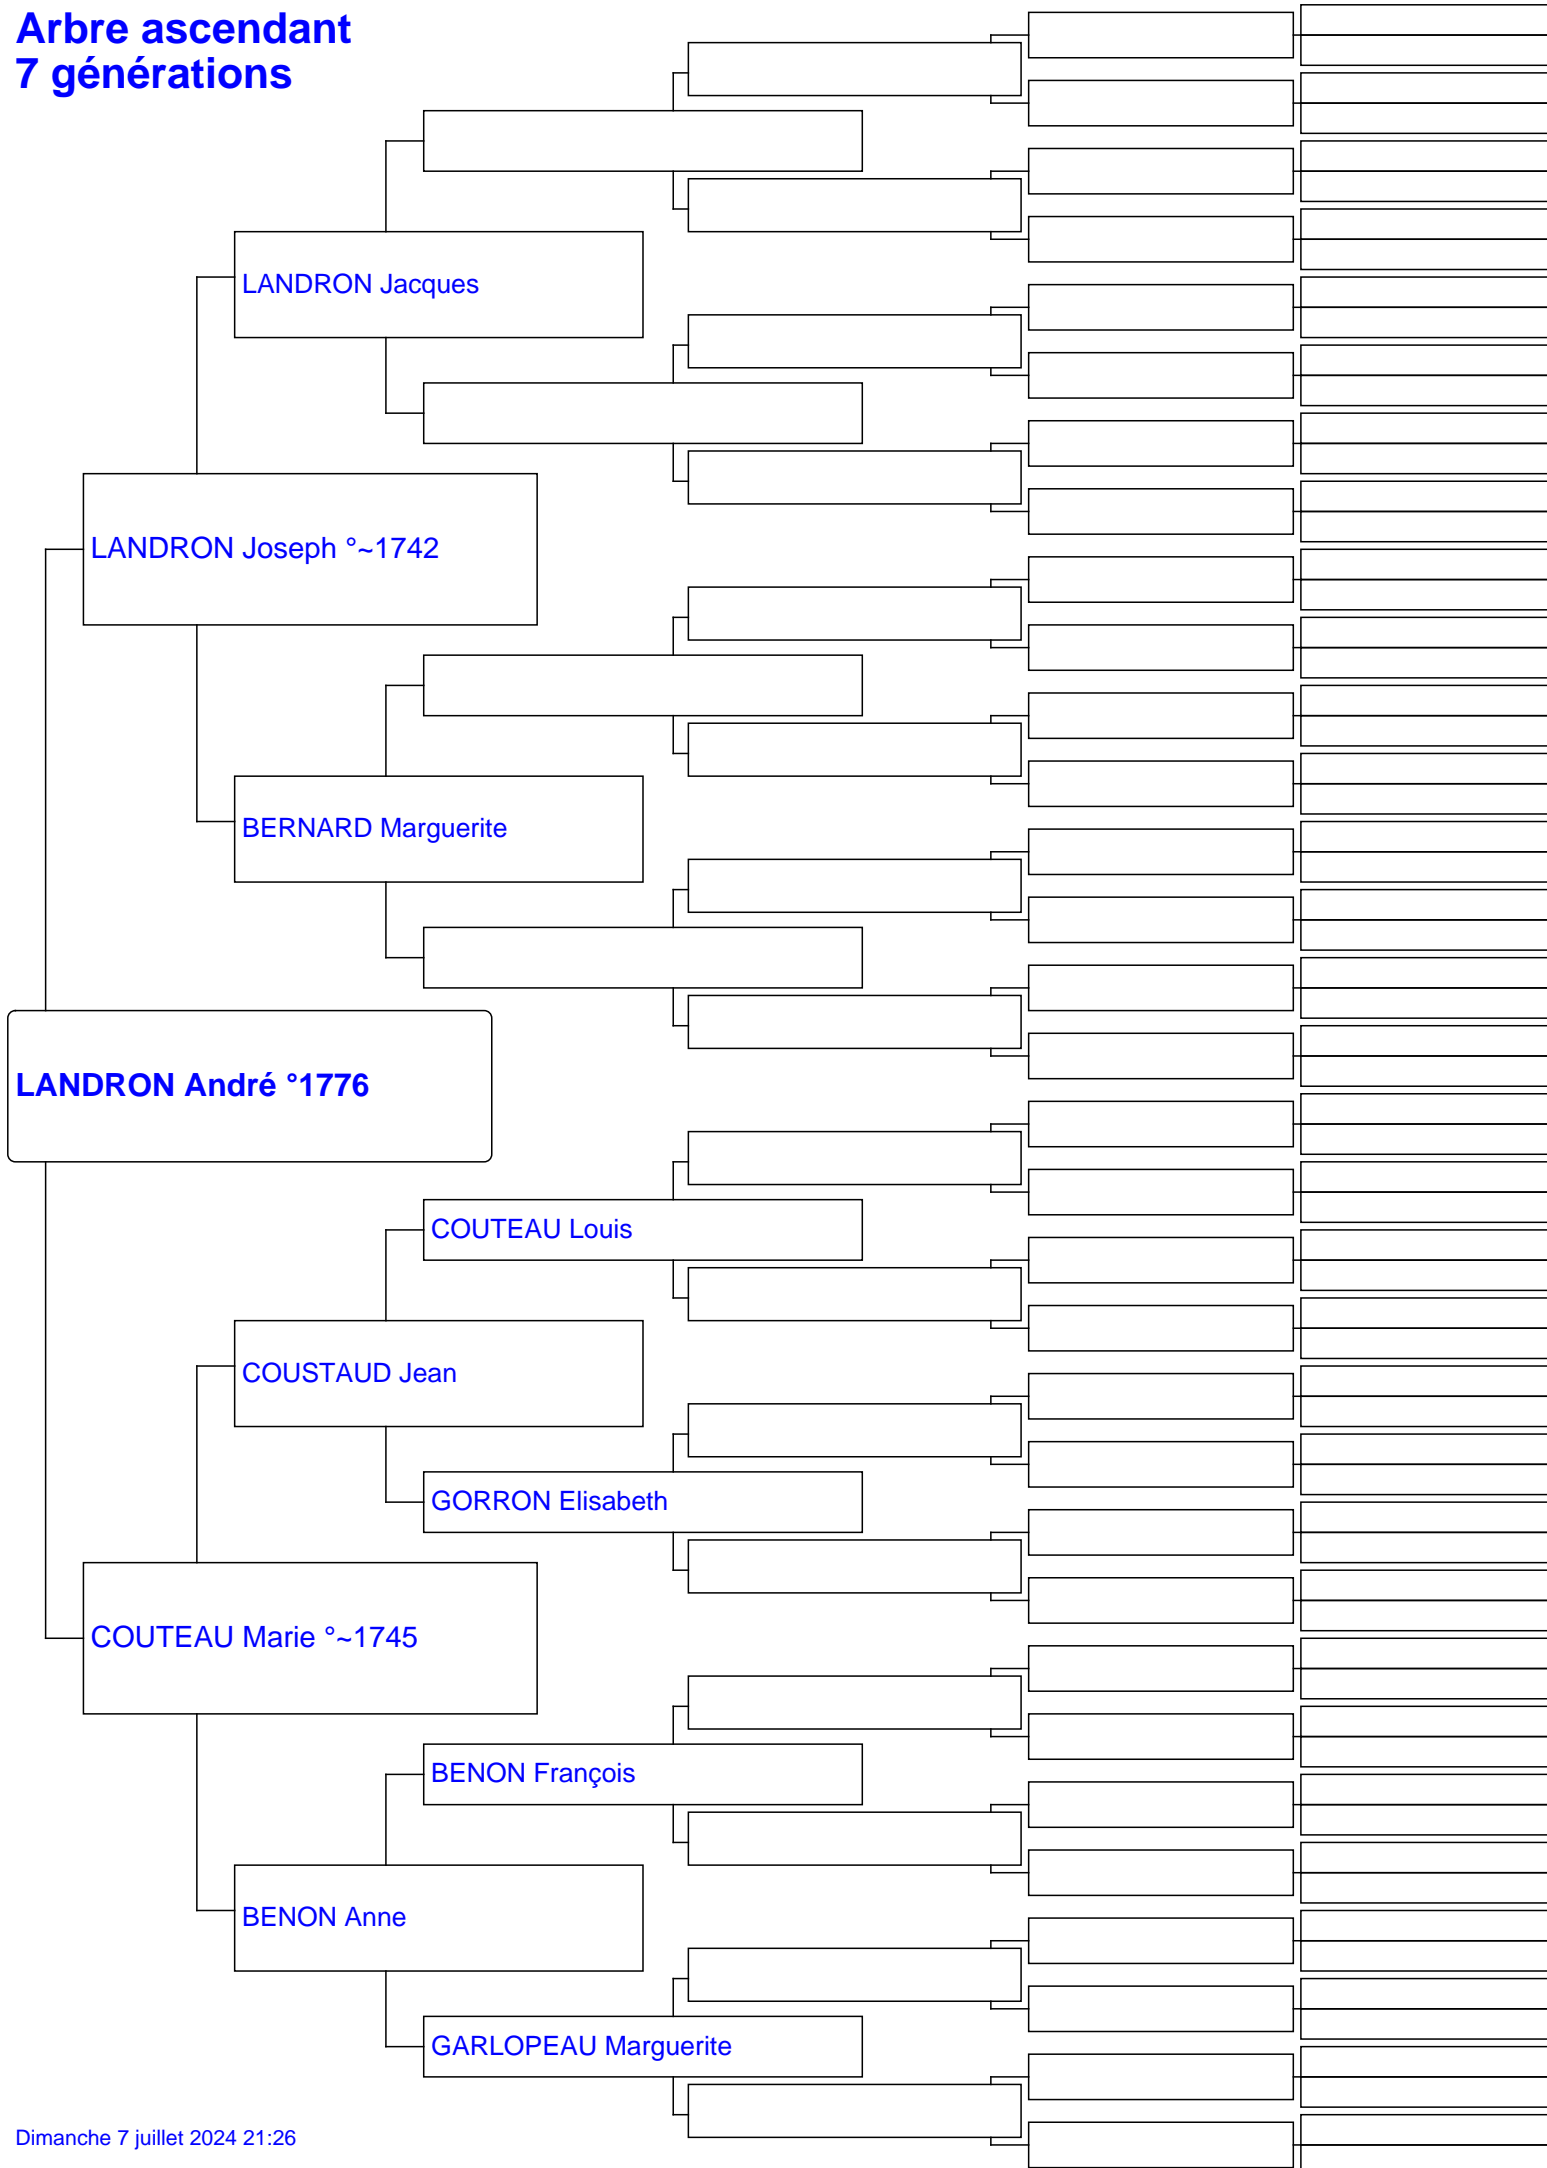 Arbre ascendant
7 générations
LANDRON Jacques
LANDRON Joseph °~1742
BERNARD Marguerite
LANDRON André °1776
COUTEAU Louis
COUSTAUD Jean
GORRON Elisabeth
COUTEAU Marie °~1745
BENON François
BENON Anne
GARLOPEAU Marguerite
Dimanche 7 juillet 2024 21:26